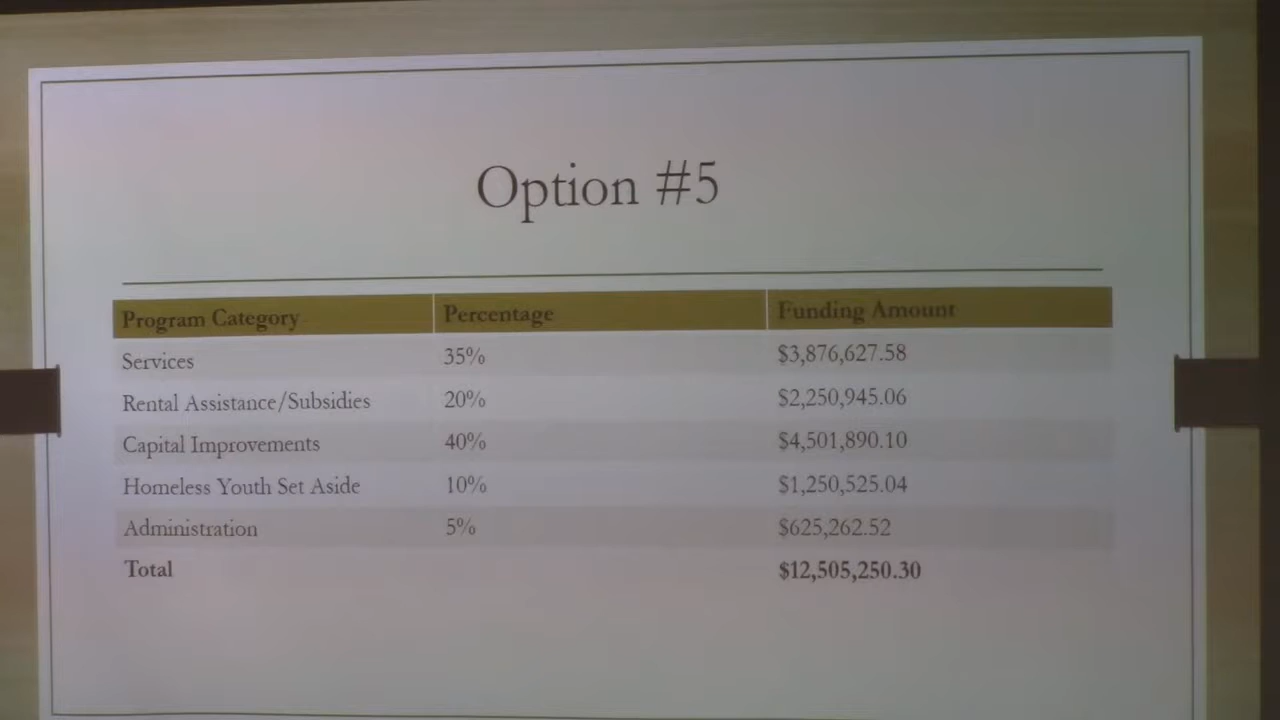 Option #5
Program Category Percentage Funding Amount
Services 35% $3,876,627.58
Rental Assistance/Subsidies 20% $2,250,945.06
Capital Improvements 40% $4,501,890.10
Homeless Youth Set Aside 10% $1,250,525.04
Administration 5% $625,262.52
Total $12,505,250.30